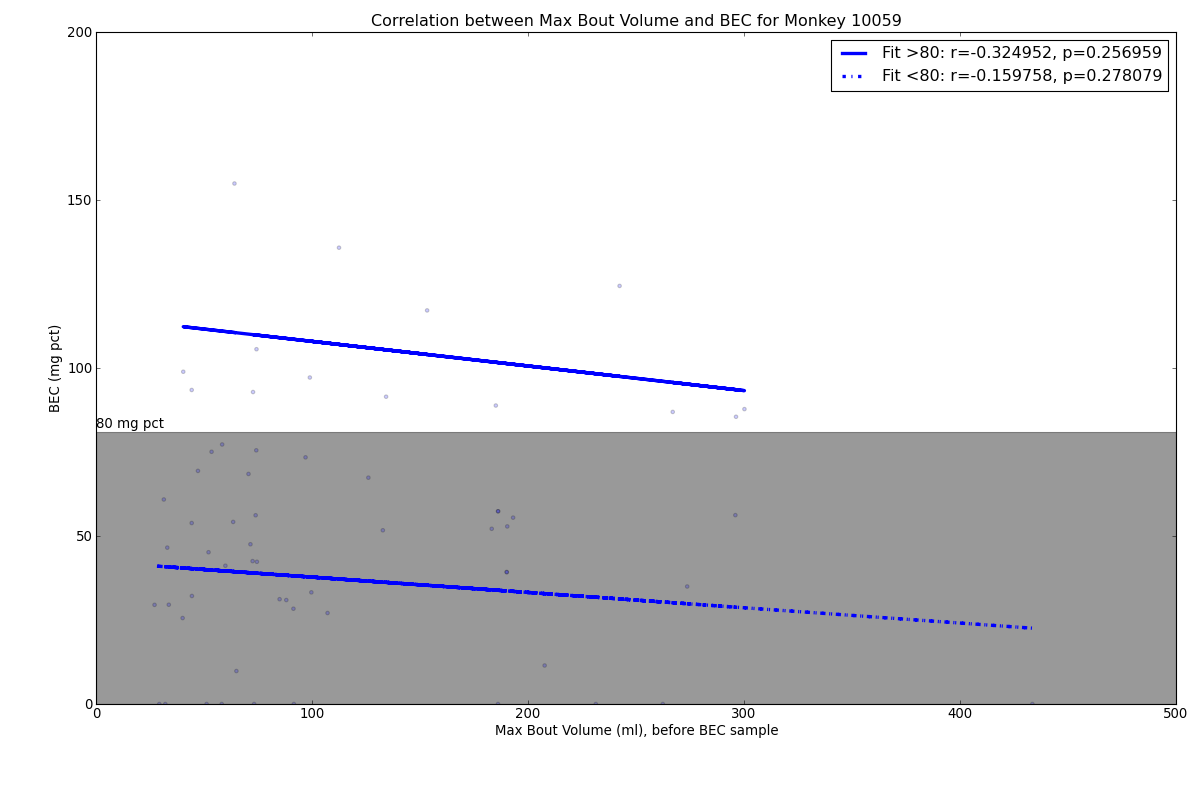 Correlation between Max Bout Volume and BEC for Monkey 10059
200
Fit >80: r=-0.324952, p=0.256959
Fit <80: r=-0.159758, p=0.278079
150
BEC (mg pct)
100
80 mg pct
50
0
0 100 200 300 400 500
Max Bout Volume (ml), before BEC sample